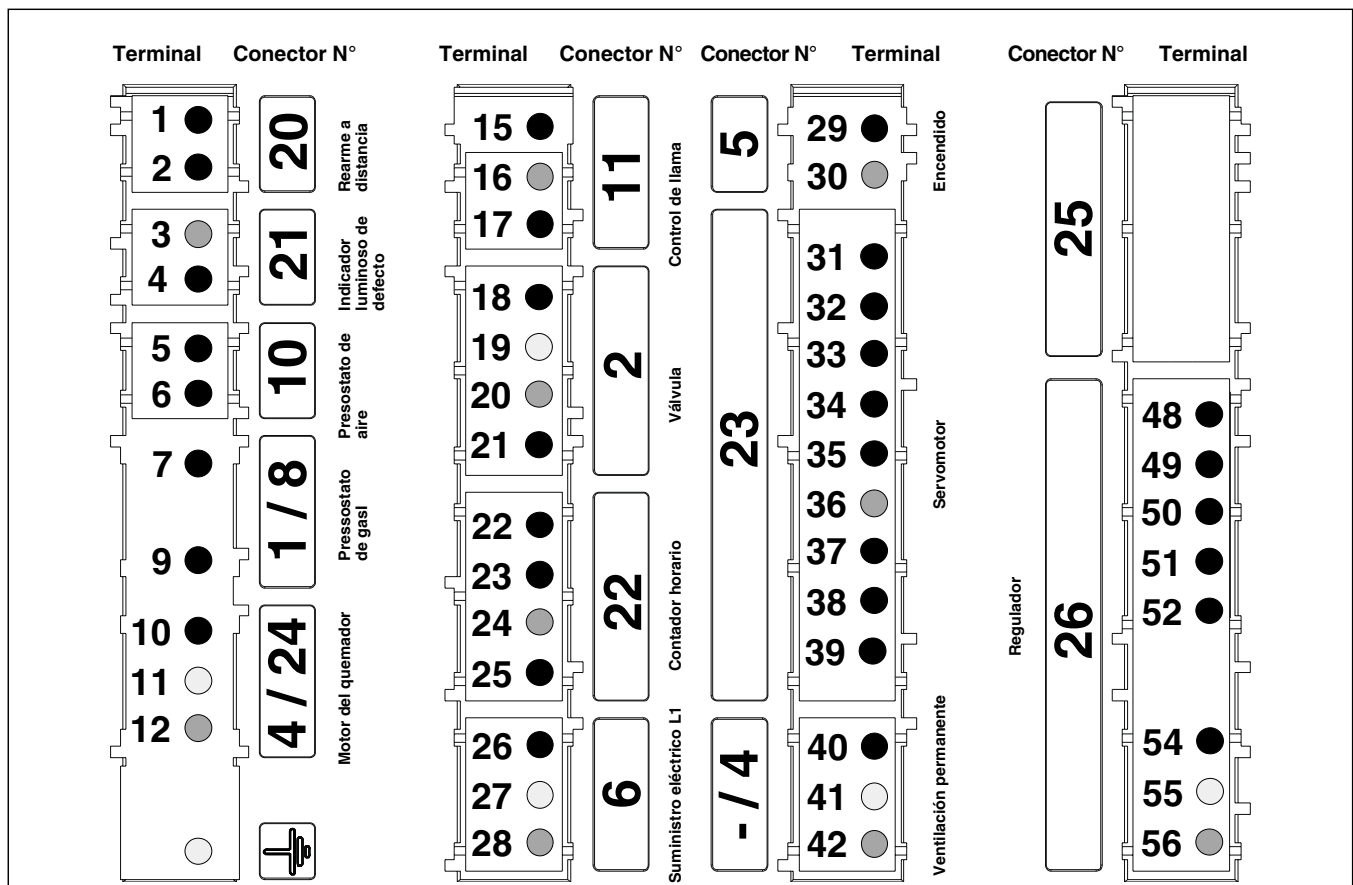 Terminal Conector N° Terminal Conector N° Conector N° Terminal Conector N° Terminal
1
2
20
Rearme a
distancia
3
4
21
Indicador
luminoso de
defecto
5
6
10
Presostato de
aire
7
9
1 / 8
Pressostato
de gasl
10
11
12
4 / 24
Motor del quemador
15
16
17
11
Control de llama
18
19
20
21
2
Válvula
22
23
24
25
22
Contador horario
26
27
28
6
Suministro eléctrico L1
5
29
30
Encendido
23
31
32
33
34
35
36
37
38
39
Servomotor
- / 4
40
41
42
Ventilación permanente
25
Regulador
26
48
49
50
51
52
54
55
56